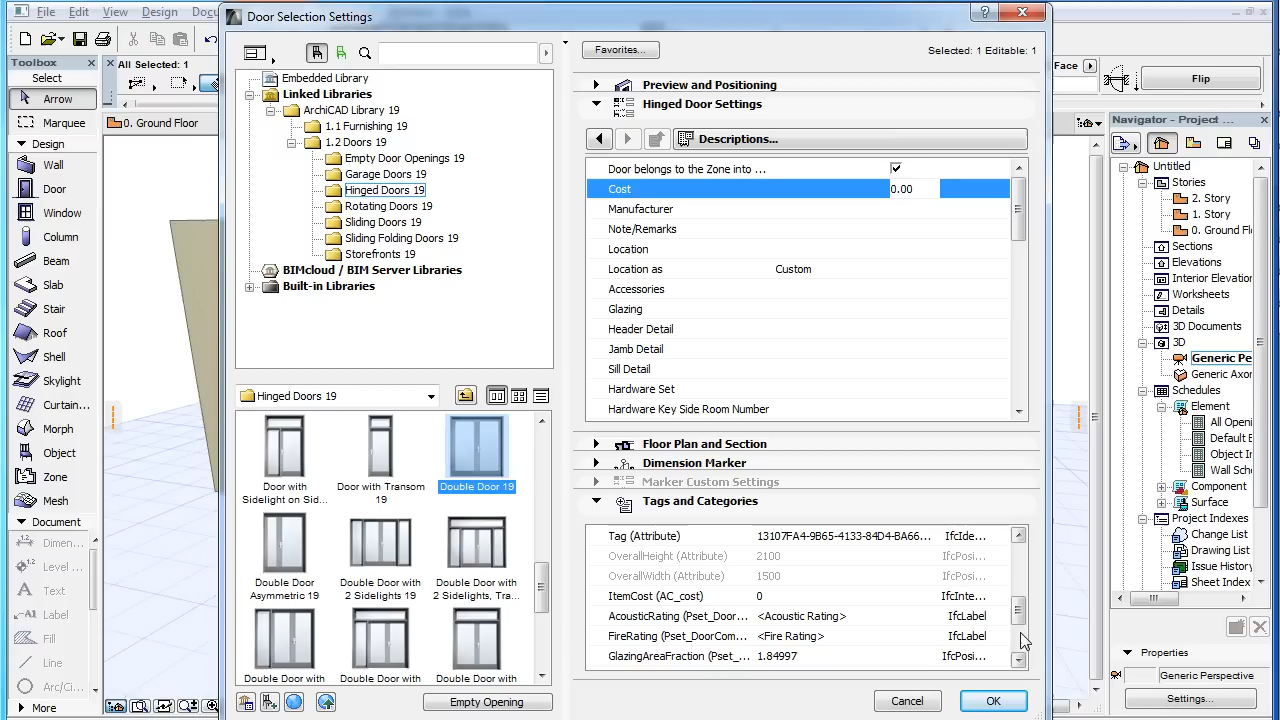 Door Selection Settings
File
Edit
View
Design
Toolbox
Select
Arrow
Marquee
Design
Wall
Door
Window
Column
Beam
Slab
Stair
Roof
Shell
Skylight
Curtain...
Morph
Object
Zone
Mesh
Document
Dimen...
Level ...
Text
Label
Fill
Line
Arc/Ci...
More
All Selected: 1
0. Ground Floor
Embedded Library
Linked Libraries
ArchiCAD Library 19
1.1 Furnishing 19
1.2 Doors 19
Empty Door Openings 19
Garage Doors 19
Hinged Doors 19
Rotating Doors 19
Sliding Doors 19
Sliding Folding Doors 19
Storefronts 19
BIMcloud / BIM Server Libraries
Built-in Libraries
Hinged Doors 19
Door with Sidelight on Sid...
Door with Transom 19
Double Door 19
Double Door Asymmetric 19
Double Door with 2 Sidelights 19
Double Door with 2 Sidelights, Tra...
Double Door with
Double Door with
Double Door with
Empty Opening
Favorites...
Selected: 1 Editable: 1
Preview and Positioning
Hinged Door Settings
Descriptions...
Door belongs to the Zone into ...
Cost 0.00
Manufacturer
Note/Remarks
Location
Location as Custom
Accessories
Glazing
Header Detail
Jamb Detail
Sill Detail
Hardware Set
Hardware Key Side Room Number
Floor Plan and Section
Dimension Marker
Marker Custom Settings
Tags and Categories
Tag (Attribute) 13107FA4-9B65-4133-84D4-BA66... IfcIde...
OverallHeight (Attribute) 2100 IfcPosi...
OverallWidth (Attribute) 1500 IfcPosi...
ItemCost (AC_cost) 0 IfcInte...
AcousticRating (Pset_Door... <Acoustic Rating> IfcLabel
FireRating (Pset_DoorCom... <Fire Rating> IfcLabel
GlazingAreaFraction (Pset_... 1.84997 IfcPosi...
Cancel
OK
Face
Flip
Navigator - Project ...
Untitled
Stories
2. Story
1. Story
0. Ground Fl
Sections
Elevations
Interior Elevation
Worksheets
Details
3D Documents
3D
Generic Pe
Generic Axon
Schedules
Element
All Openi
Default E
Object In
Wall Sche
Component
Surface
Project Indexes
Change List
Drawing List
Issue History
Sheet Index
Properties
Generic Perspective
Settings...